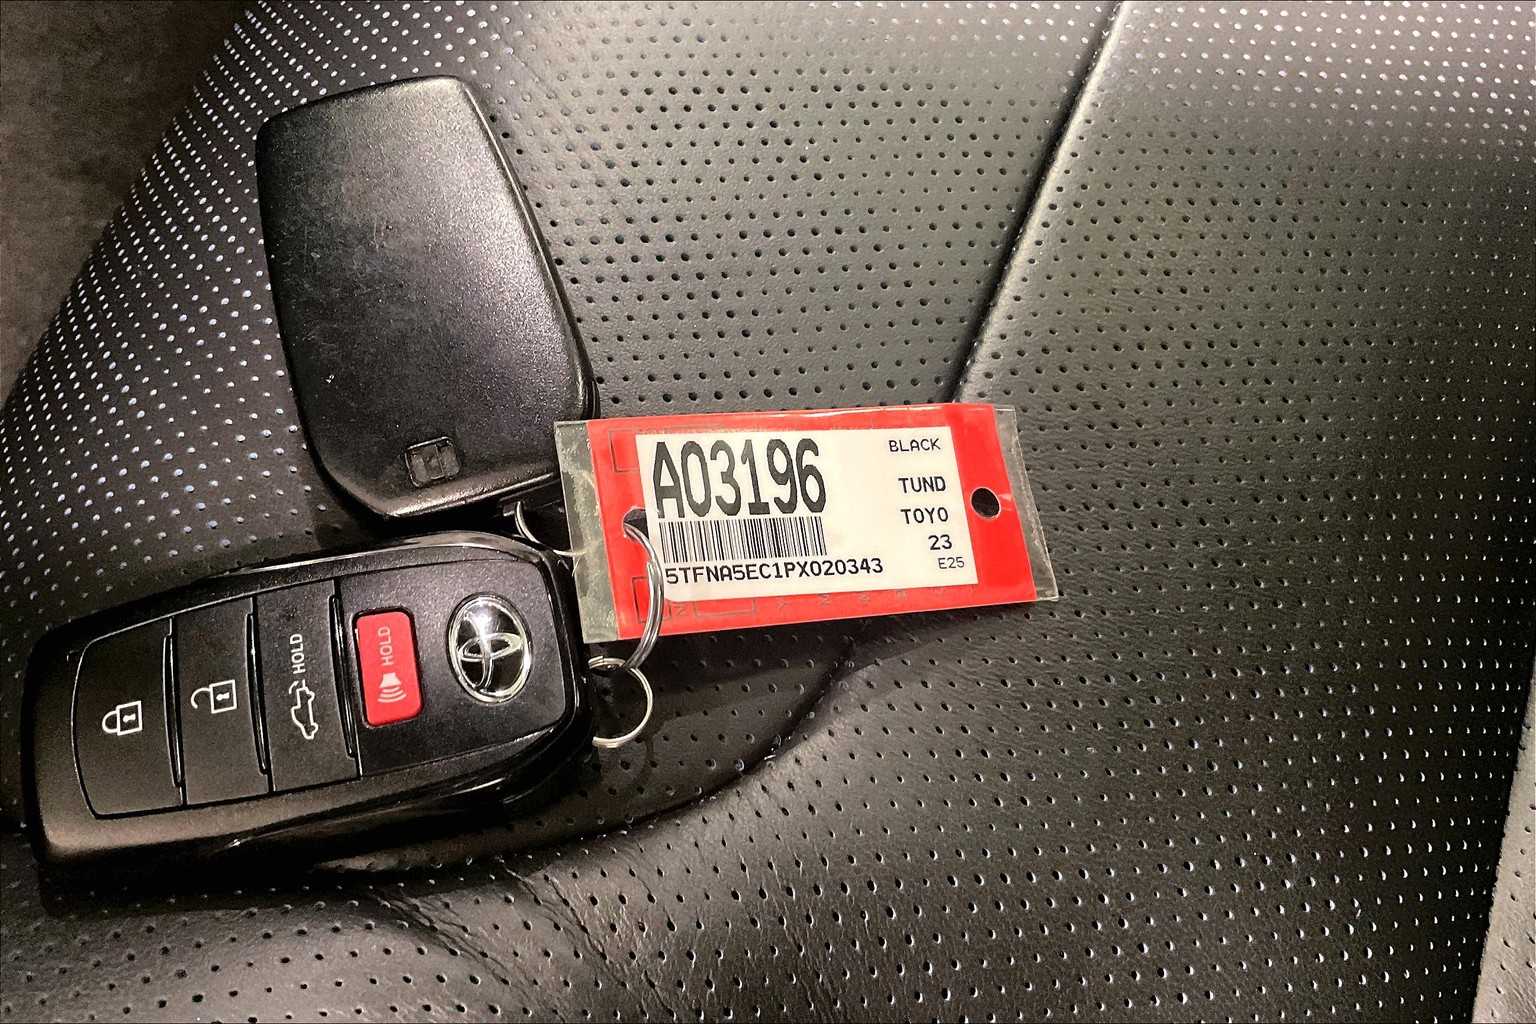 A03196
BLACK
TUND
TOYO
23
E25
5TFNA5EC1PX020343
HOLD
HOLD